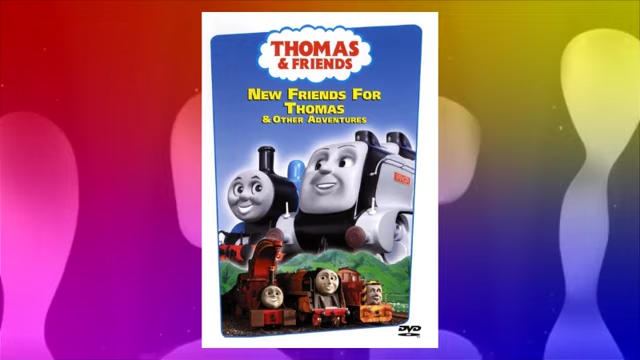 THOMAS
& FRIENDS
NEW FRIENDS FOR
THOMAS
& OTHER ADVENTURES
DVD